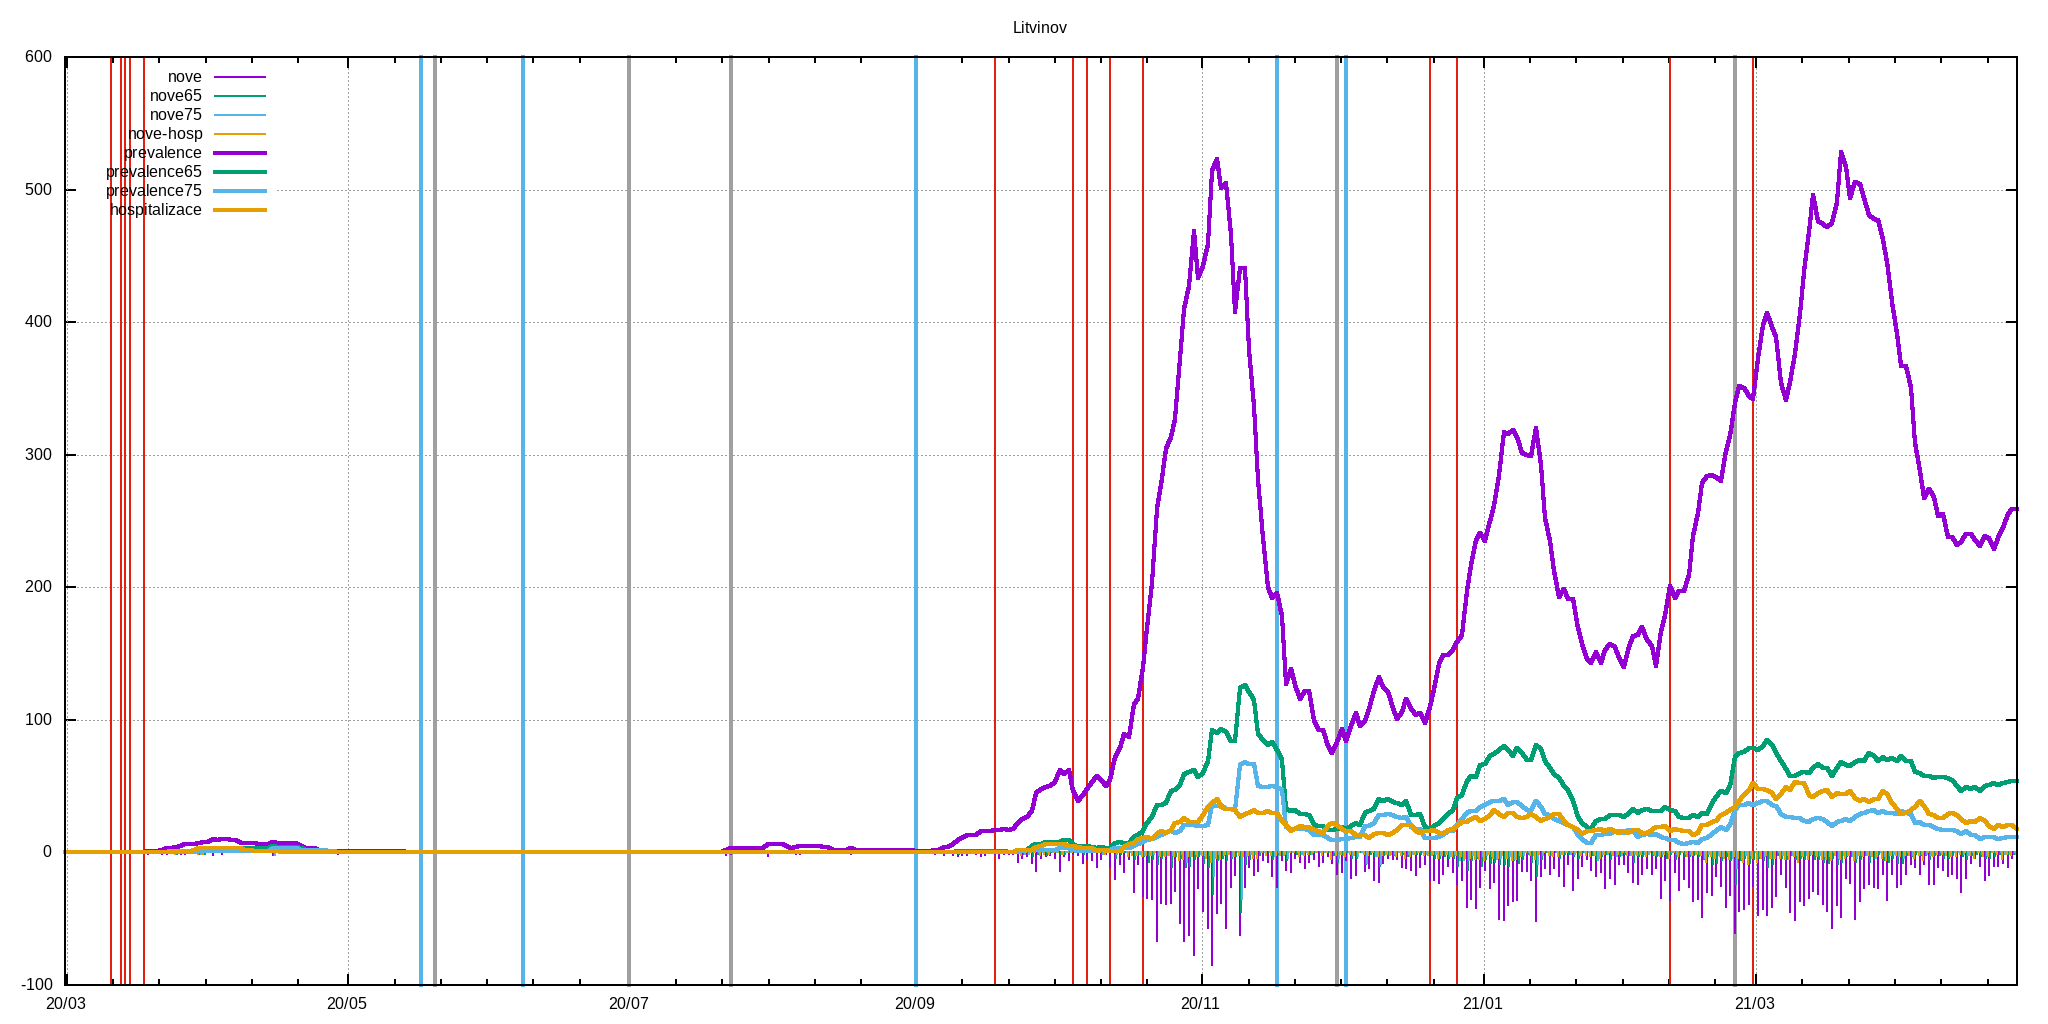 Litvinov
600
500
400
300
200
100
0
-100
nove
nove65
nove75
nove-hosp
prevalence
prevalence65
prevalence75
hospitalizace
20/03 20/05 20/07 20/09 20/11 21/01 21/03